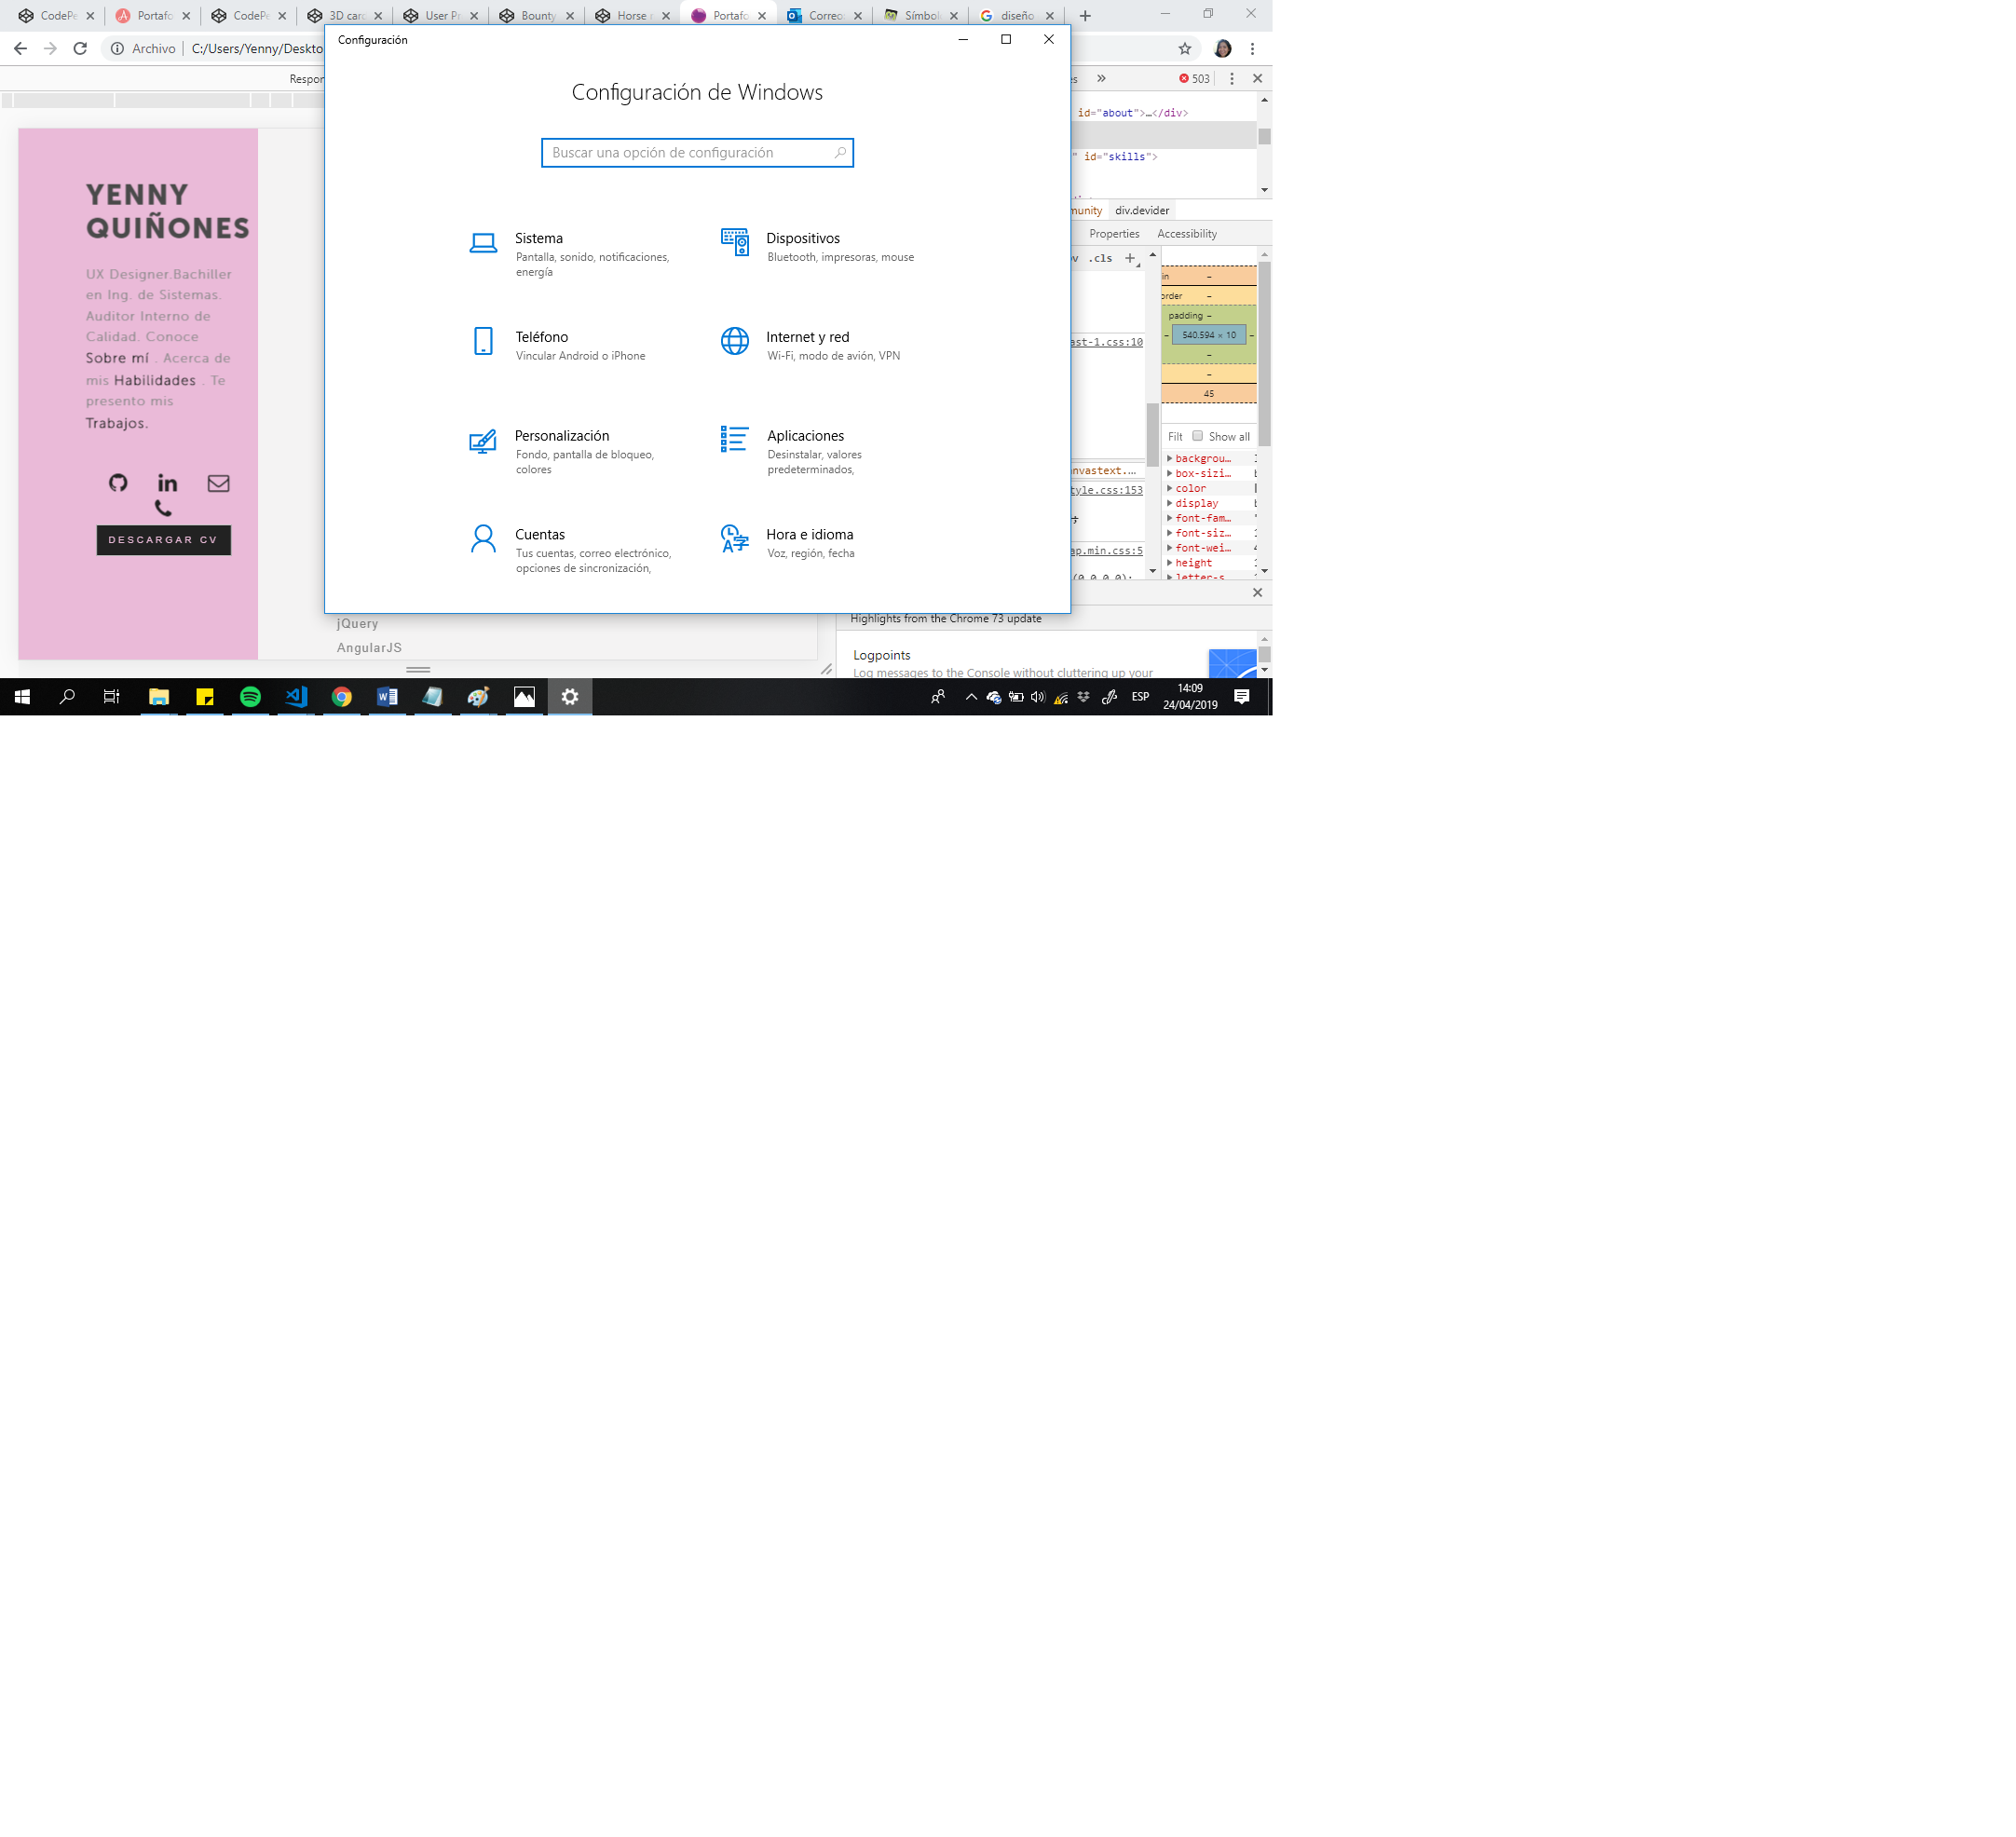 CodePe
Portafo
CodePe
3D card
User Pr
Bounty
Horse
Portafo
Correo
Símbol
diseño
Archivo | C:/Users/Yenny/Deskto
Configuración
Respon
503
Configuración de Windows
Buscar una opción de configuración
Sistema
Pantalla, sonido, notificaciones,
energía
Dispositivos
Bluetooth, impresoras, mouse
Teléfono
Vincular Android o iPhone
Internet y red
Wi-Fi, modo de avión, VPN
Personalización
Fondo, pantalla de bloqueo,
colores
Aplicaciones
Desinstalar, valores
predeterminados,
Cuentas
Tus cuentas, correo electrónico,
opciones de sincronización,
Hora e idioma
Voz, región, fecha
YENNY
QUIÑONES
UX Designer.Bachiller
en Ing. de Sistemas.
Auditor Interno de
Calidad. Conoce
Sobre mí . Acerca de
mis Habilidades . Te
presento mis
Trabajos.
DESCARGAR CV
jQuery
AngularJS
id="about">…</div>
" id="skills">
munity div.devider
Properties Accessibility
ov .cls +
ast-1.css:10
nvastext.…
tyle.css:153
ap.min.css:5
(0,0,0,0);
in –
order –
padding –
– 540.594 × 10 –
–
–
45
Filt Show all
backgrou…
box-sizi…
color
display
font-fam…
font-siz…
font-wei…
height
letter-s
Highlights from the Chrome 73 update
Logpoints
Log messages to the Console without cluttering up your
ESP
14:09
24/04/2019